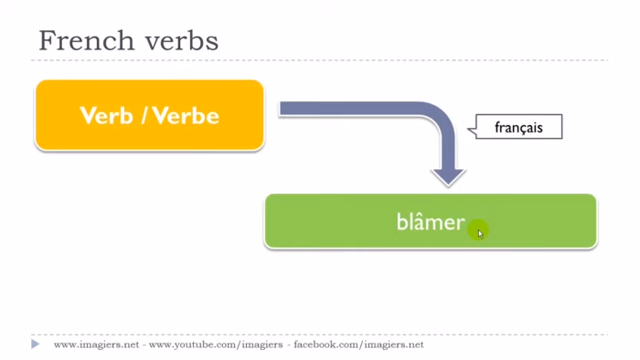 French verbs
Verb / Verbe
français
blâmer
www.imagiers.net - www.youtube.com/imagiers - facebook.com/imagiers.net